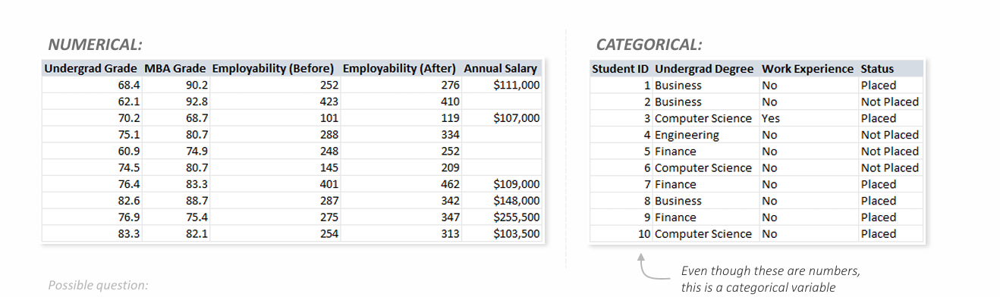 NUMERICAL:
Undergrad Grade MBA Grade Employability (Before) Employability (After) Annual Salary
68.4 90.2 252 276 $111,000
62.1 92.8 423 410
70.2 68.7 101 119 $107,000
75.1 80.7 288 334
60.9 74.9 248 252
74.5 80.7 145 209
76.4 83.3 401 462 $109,000
82.6 88.7 287 342 $148,000
76.9 75.4 275 347 $255,500
83.3 82.1 254 313 $103,500
Possible question:
CATEGORICAL:
Student ID Undergrad Degree Work Experience Status
1 Business No Placed
2 Business No Not Placed
3 Computer Science Yes Placed
4 Engineering No Not Placed
5 Finance No Not Placed
6 Computer Science No Not Placed
7 Finance No Placed
8 Business No Placed
9 Finance No Placed
10 Computer Science No Placed
Even though these are numbers,
this is a categorical variable